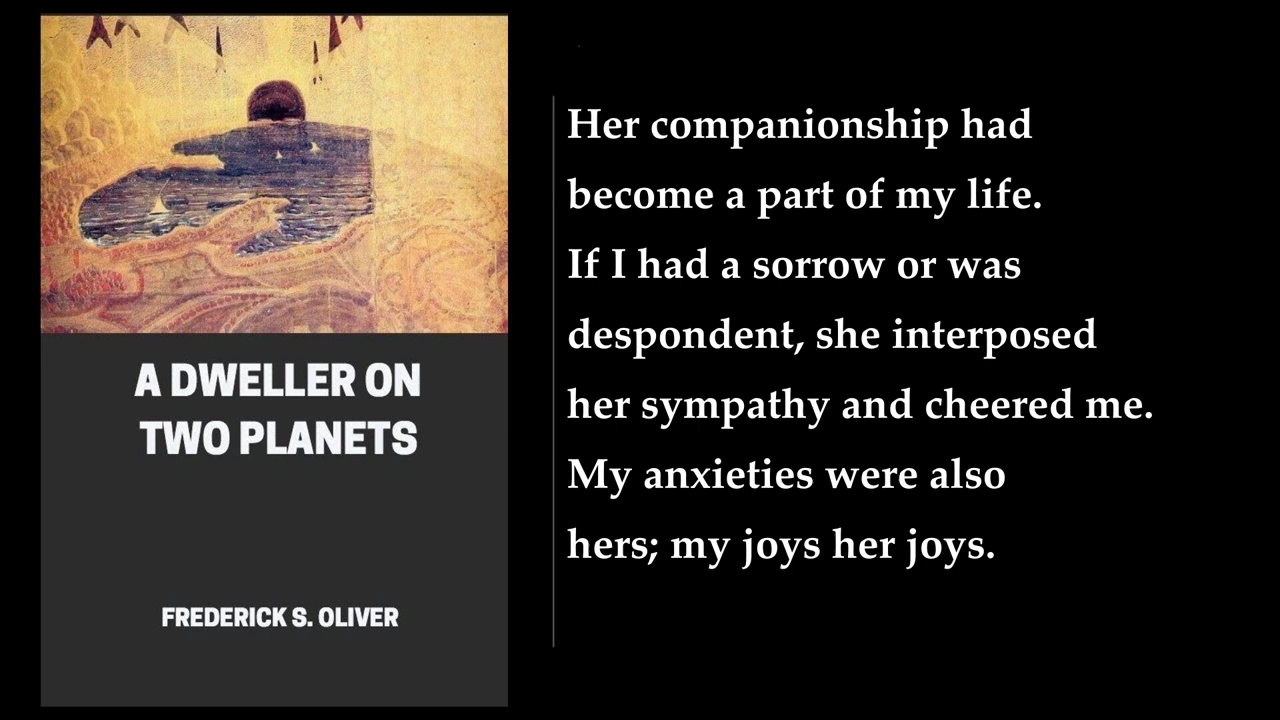 A DWELLER ON
TWO PLANETS
FREDERICK S. OLIVER
Her companionship had
become a part of my life.
If I had a sorrow or was
despondent, she interposed
her sympathy and cheered me.
My anxieties were also
hers; my joys her joys.